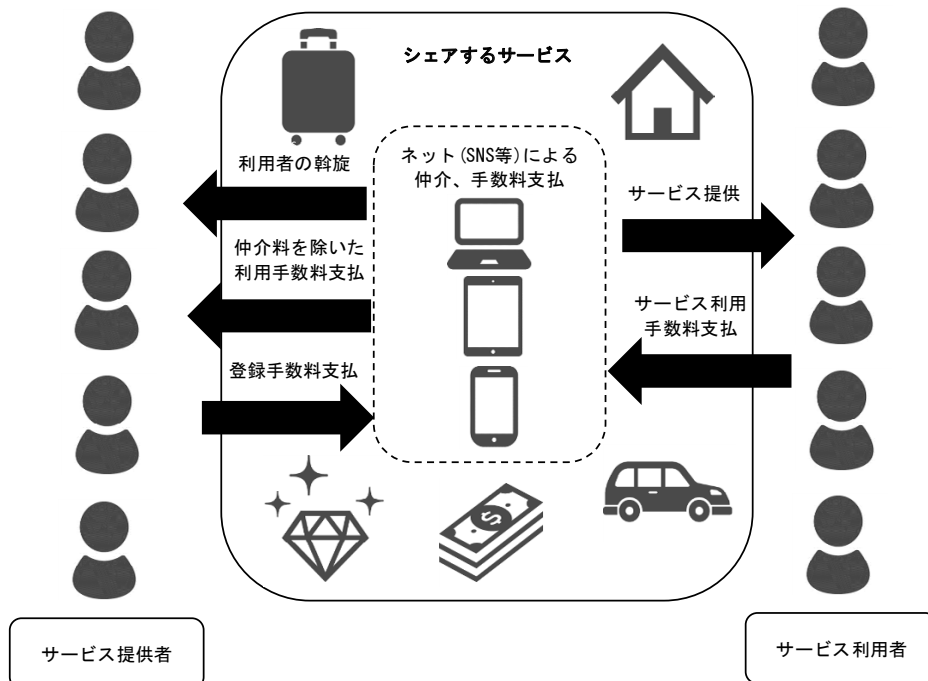 シェアするサービス
ネット(SNS等)による
仲介、手数料支払
利用者の斡旋
サービス提供
仲介料を除いた
利用手数料支払
サービス利用
手数料支払
登録手数料支払
サービス提供者
サービス利用者